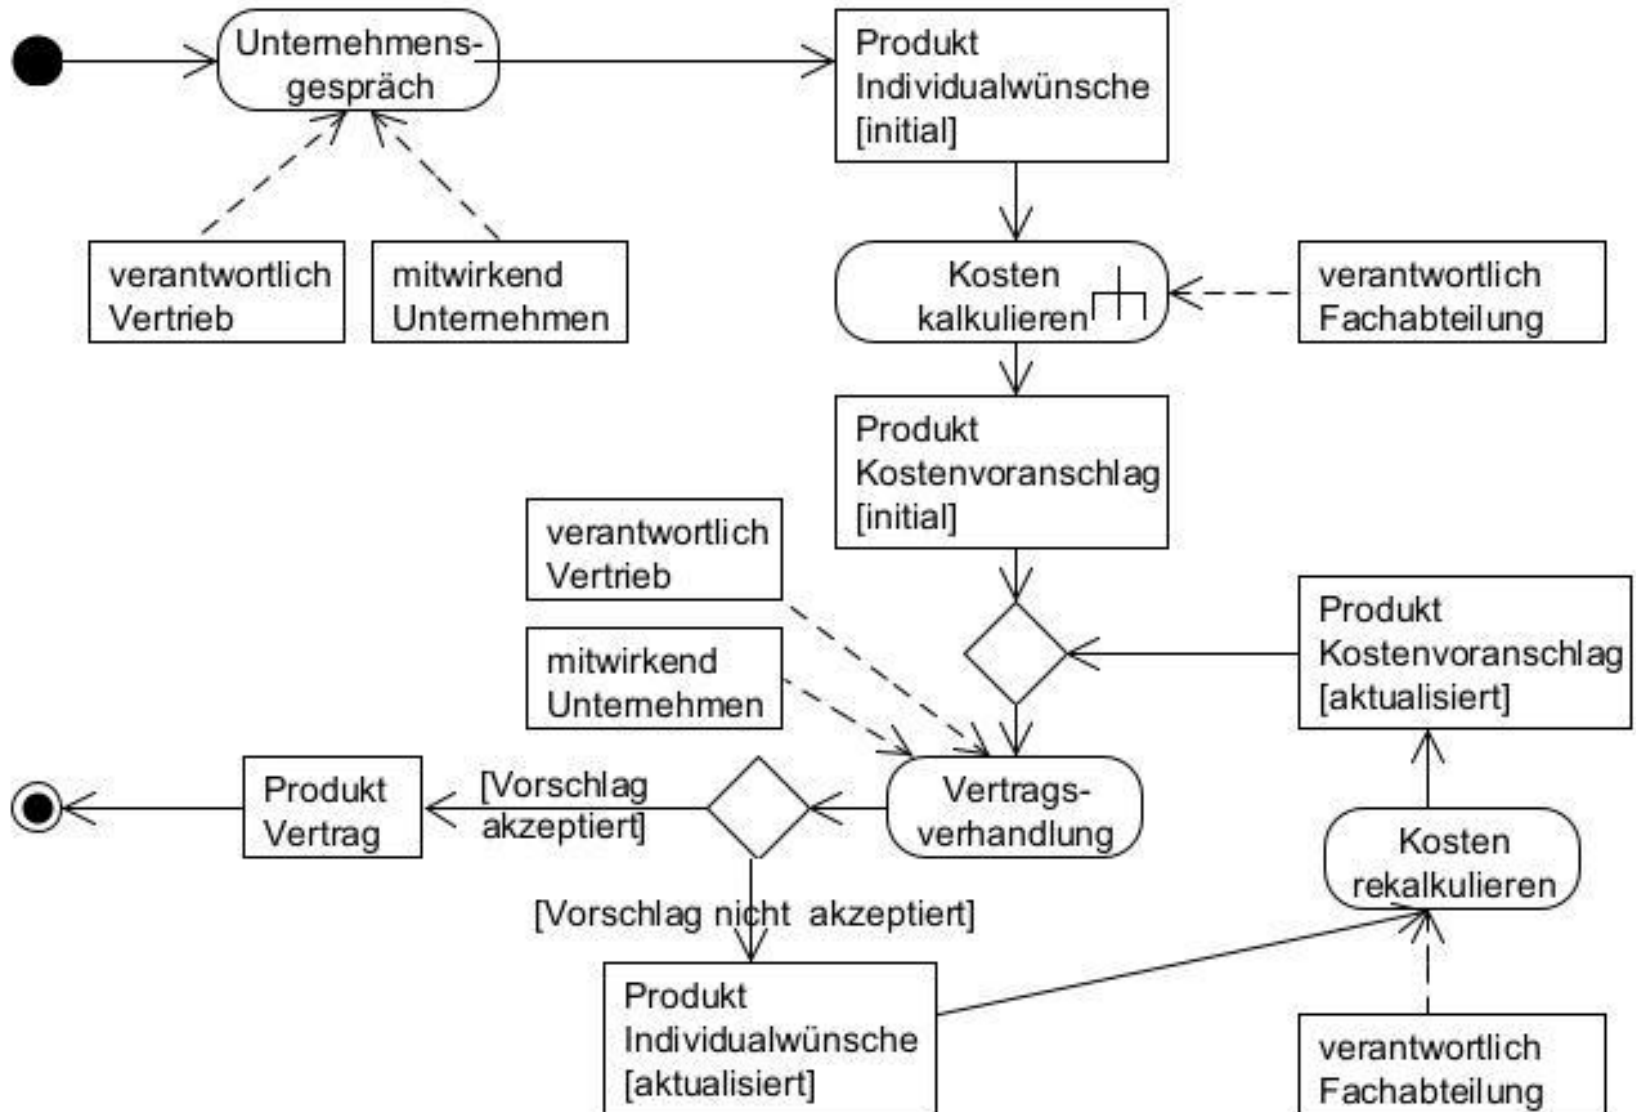 Unternehmens-
gespräch
Produkt
Individualwünsche
[initial]
verantwortlich
Vertrieb
mitwirkend
Unternehmen
Kosten
kalkulieren
verantwortlich
Fachabteilung
Produkt
Kostenvoranschlag
[initial]
verantwortlich
Vertrieb
mitwirkend
Unternehmen
Produkt
Kostenvoranschlag
[aktualisiert]
Produkt
Vertrag
[Vorschlag
akzeptiert]
Vertrags-
verhandlung
Kosten
rekalkulieren
[Vorschlag nicht akzeptiert]
Produkt
Individualwünsche
[aktualisiert]
verantwortlich
Fachabteilung